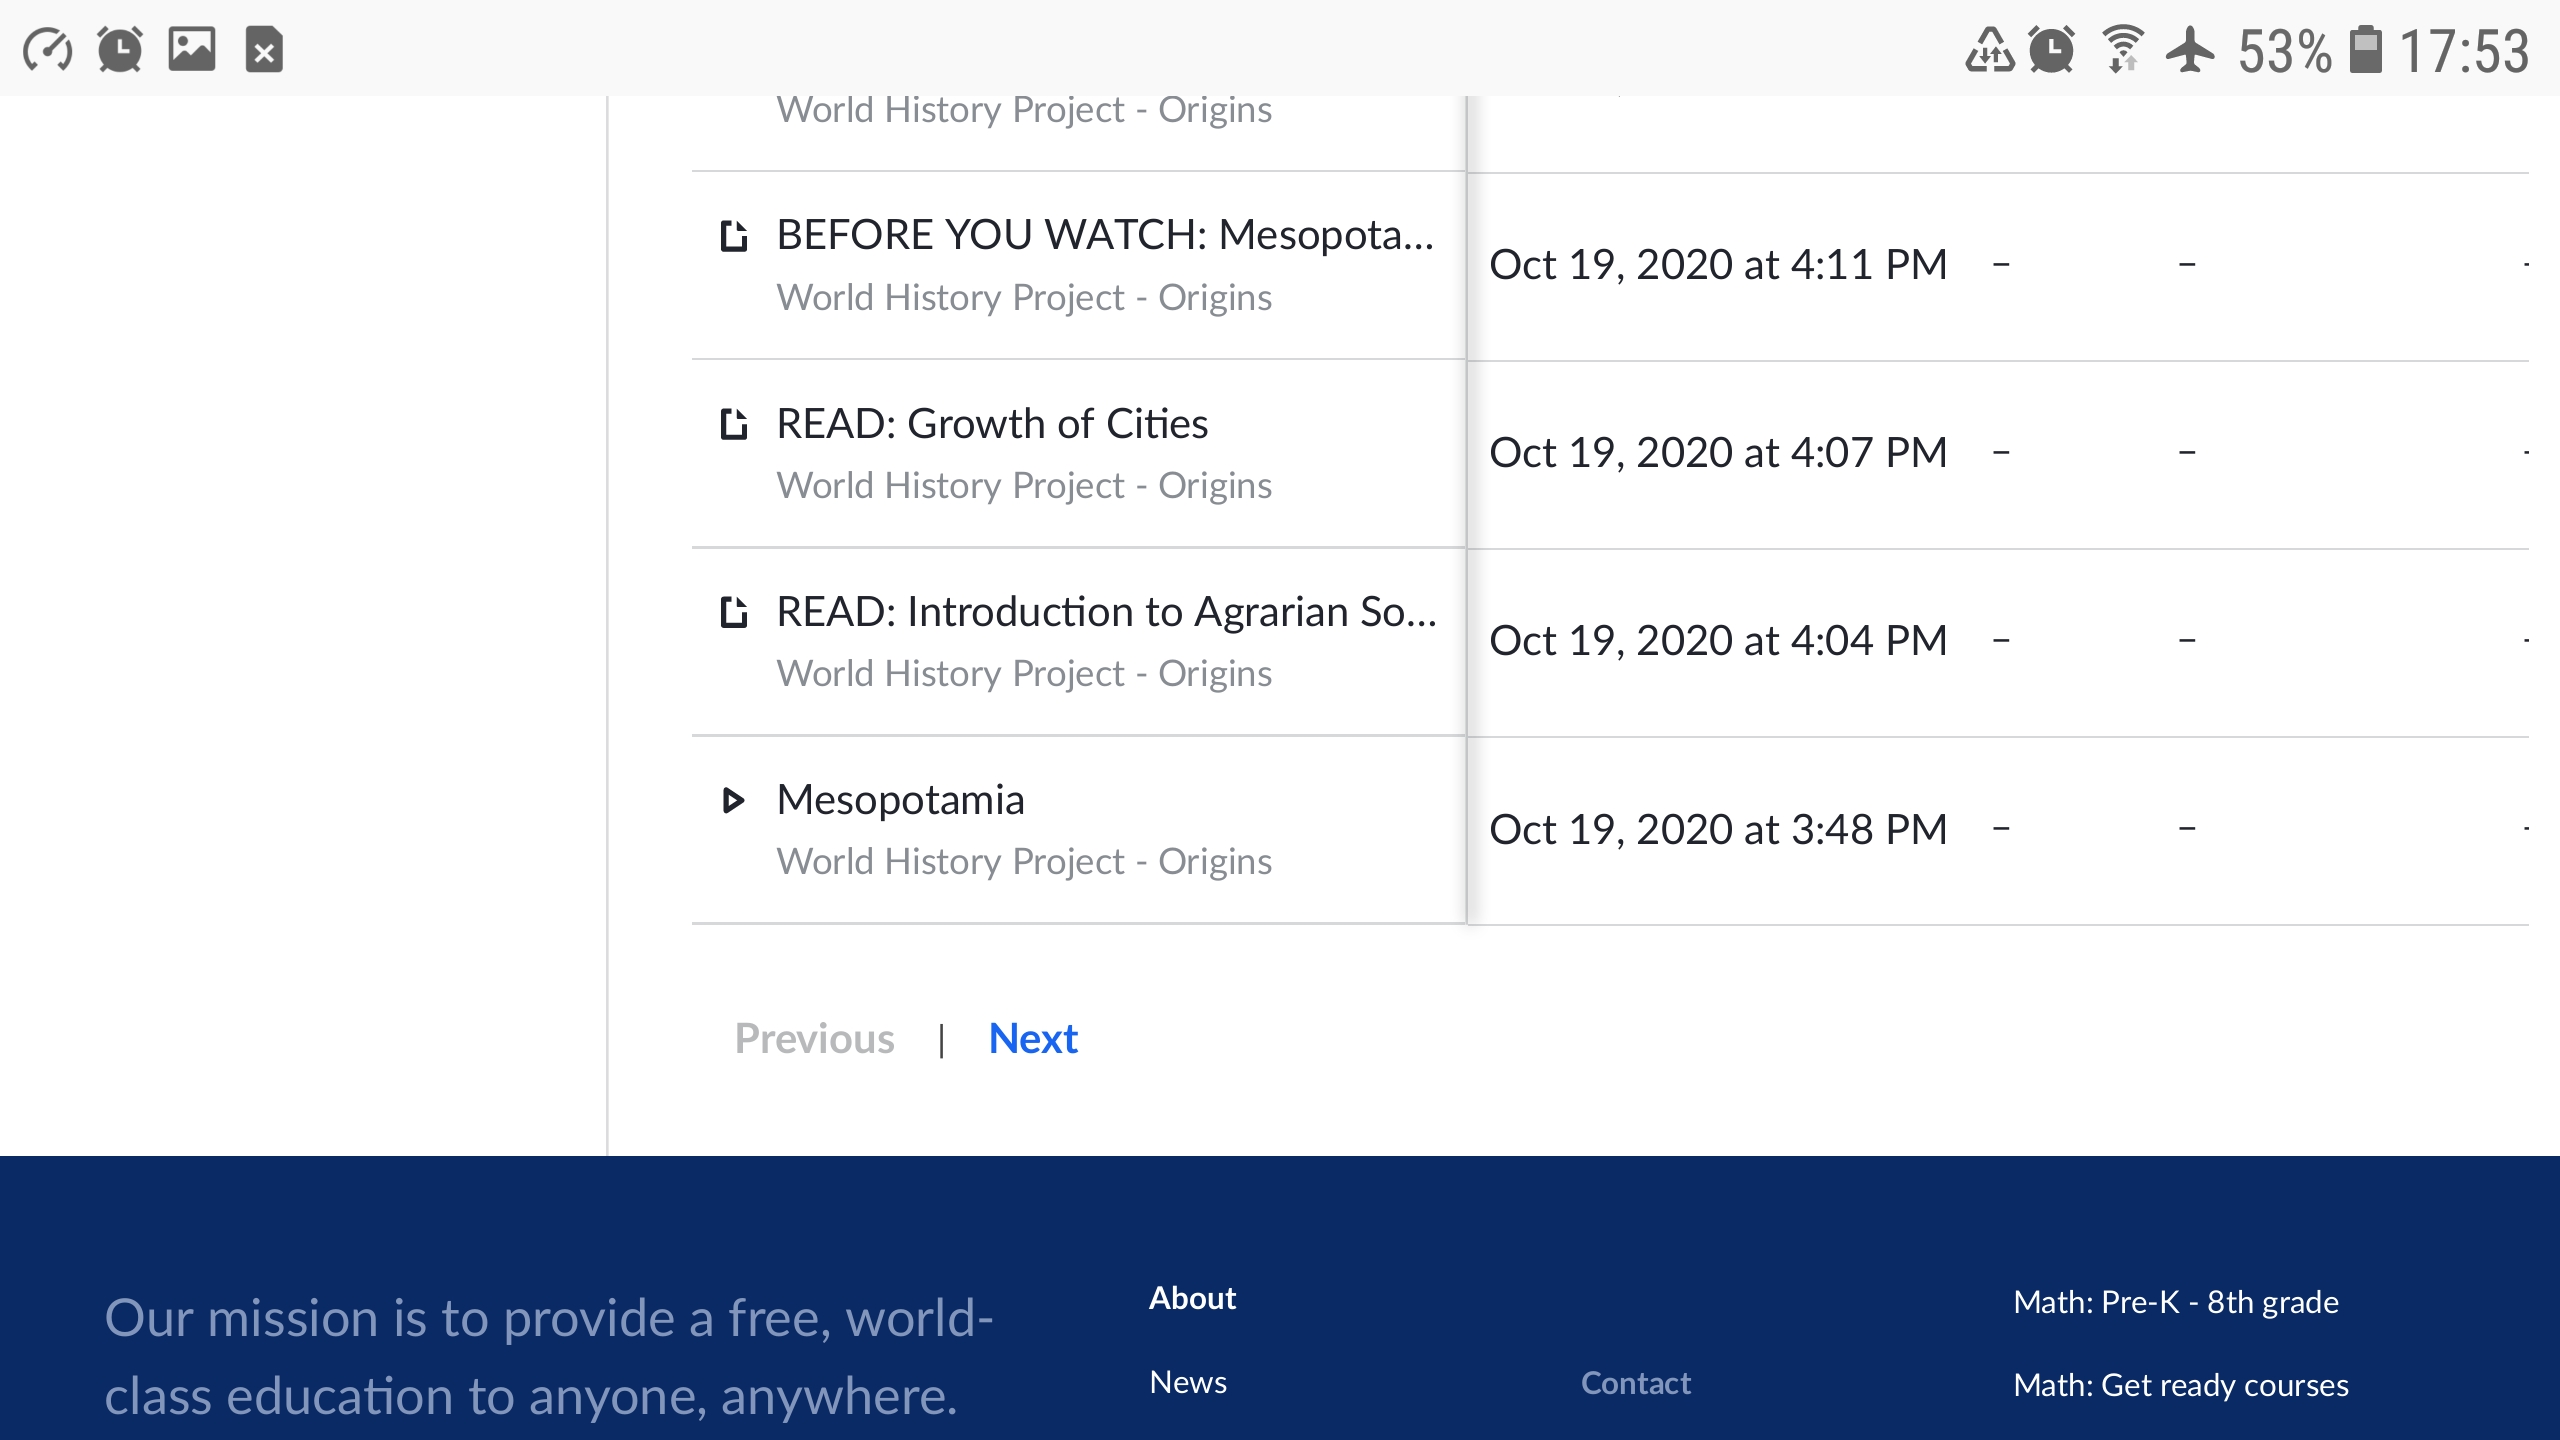 53% 17:53
World History Project - Origins
BEFORE YOU WATCH: Mesopota...
World History Project - Origins
Oct 19, 2020 at 4:11 PM – –
READ: Growth of Cities
World History Project - Origins
Oct 19, 2020 at 4:07 PM – –
READ: Introduction to Agrarian So...
World History Project - Origins
Oct 19, 2020 at 4:04 PM – –
Mesopotamia
World History Project - Origins
Oct 19, 2020 at 3:48 PM – –
Previous | Next
Our mission is to provide a free, world-
class education to anyone, anywhere.
About
News
Contact
Math: Pre-K - 8th grade
Math: Get ready courses